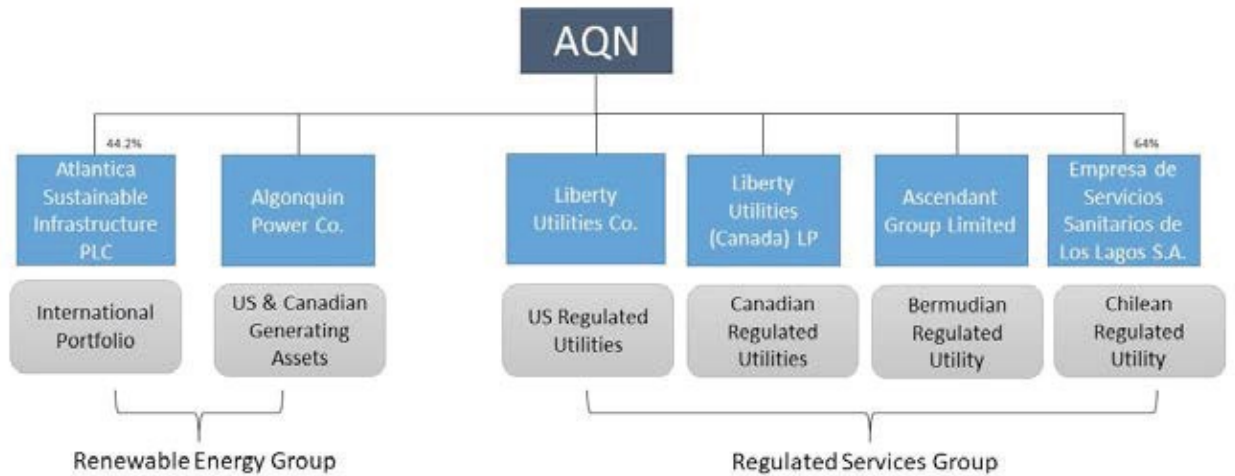 AQN
44.2%
64%
Atlantica
Sustainable
Infrastructure
PLC
Algonquin
Power Co.
Liberty
Utilities Co.
Liberty
Utilities
(Canada) LP
Ascendant
Group Limited
Empresa de
Servicios
Sanitarios de
Los Lagos S.A.
International
Portfolio
US & Canadian
Generating
Assets
US Regulated
Utilities
Canadian
Regulated
Utilities
Bermudian
Regulated
Utility
Chilean
Regulated
Utility
Renewable Energy Group
Regulated Services Group